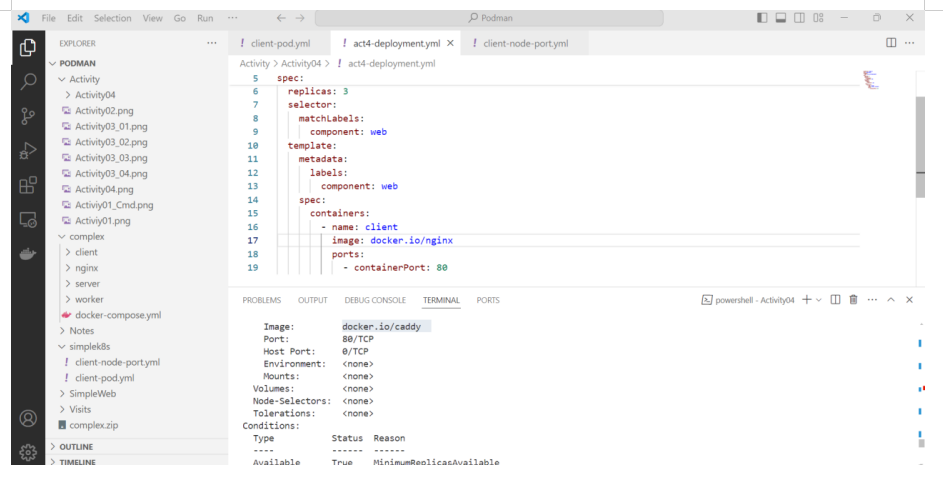 File Edit Selection View Go Run ... Podman
EXPLORER
PODMAN
Activity
Activity04
Activity02.png
Activity03_01.png
Activity03_02.png
Activity03_03.png
Activity03_04.png
Activity04.png
Activiy01_Cmd.png
Activiy01.png
complex
client
nginx
server
worker
docker-compose.yml
Notes
simplek8s
client-node-port.yml
client-pod.yml
SimpleWeb
Visits
complex.zip
OUTLINE
TIMELINE
! client-pod.yml ! act4-deployment.yml × ! client-node-port.yml
Activity > Activity04 > ! act4-deployment.yml
5 spec:
6 replicas: 3
7 selector:
8 matchLabels:
9 component: web
10 template:
11 metadata:
12 labels:
13 component: web
14 spec:
15 containers:
16 - name: client
17 image: docker.io/nginx
18 ports:
19 - containerPort: 80
PROBLEMS OUTPUT DEBUG CONSOLE TERMINAL PORTS powershell - Activity04
Image: docker.io/caddy
Port: 80/TCP
Host Port: 0/TCP
Environment: <none>
Mounts: <none>
Volumes: <none>
Node-Selectors: <none>
Tolerations: <none>
Conditions:
Type Status Reason
---- ------ ------
Available True MinimumReplicasAvailable